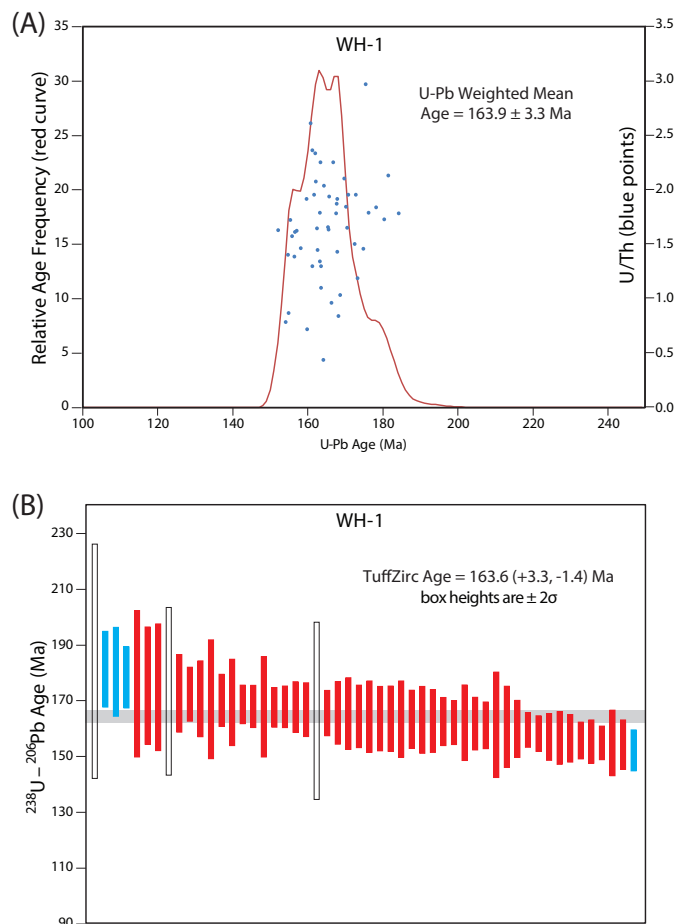 (A)
WH-1
U-Pb Weighted Mean
Age = 163.9 ± 3.3 Ma
Relative Age Frequency (red curve)
35
30
25
20
15
10
5
0
U/Th (blue points)
3.5
3.0
2.5
2.0
1.5
1.0
0.5
0.0
100
120
140
160
180
200
220
240
U-Pb Age (Ma)
(B)
WH-1
TuffZirc Age = 163.6 (+3.3, -1.4) Ma
box heights are ± 2σ
²³⁸U – ²⁰⁶Pb Age (Ma)
230
210
190
170
150
130
110
90